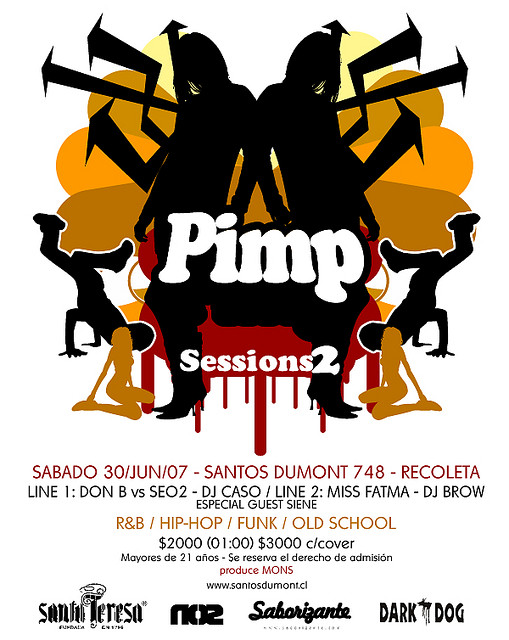 Pimp
Sessions2
SABADO 30/JUN/07 - SANTOS DUMONT 748 - RECOLETA
LINE 1: DON B vs SEO2 - DJ CASO / LINE 2: MISS FATMA - DJ BROW
ESPECIAL GUEST SIENE
R&B / HIP-HOP / FUNK / OLD SCHOOL
$2000 (01:00) $3000 c/cover
Mayores de 21 años - Se reserva el derecho de admisión
produce MONS
www.santosdumont.cl
Santa Teresa
Saborizante
DARK DOG